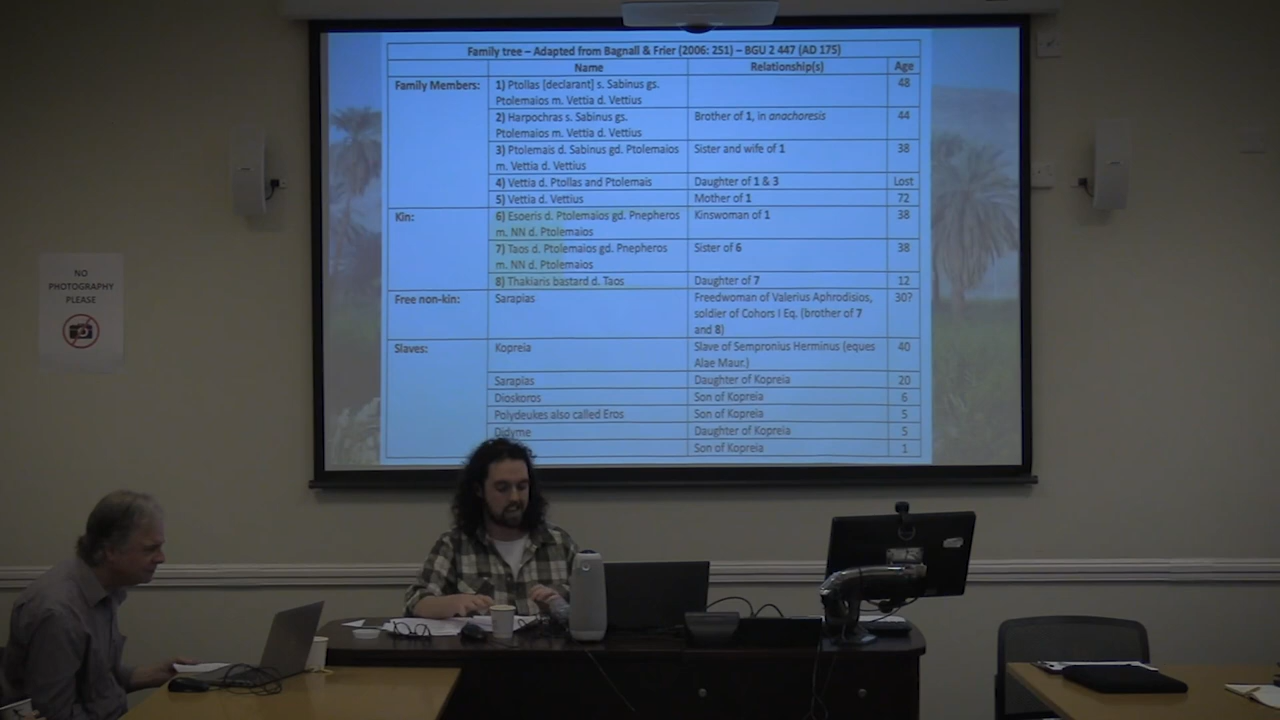 Family tree – Adapted from Bagnall & Frier (2006: 251) – BGU 2 447 (AD 175)
Name Relationship(s) Age
Family Members: 1) Ptollas [declarant] s. Sabinus gs. 48
Ptolemaios m. Vettia d. Vettius
2) Harpochras s. Sabinus gs. Brother of 1, in anachoresis 44
Ptolemaios m. Vettia d. Vettius
3) Ptolemais d. Sabinus gd. Ptolemaios Sister and wife of 1 38
m. Vettia d. Vettius
4) Vettia d. Ptollas and Ptolemais Daughter of 1 & 3 Lost
5) Vettia d. Vettius Mother of 1 72
Kin: 6) Esoeris d. Ptolemaios gd. Pnepheros Kinswoman of 1 38
m. NN d. Ptolemaios
7) Taos d. Ptolemaios gd. Pnepheros Sister of 6 38
m. NN d. Ptolemaios
8) Thakiaris bastard d. Taos Daughter of 7 12
Free non-kin: Sarapias Freedwoman of Valerius Aphrodisios, 30?
soldier of Cohors I Eq. (brother of 7
and 8)
Slaves: Kopreia Slave of Sempronius Herminus (eques 40
Alae Maur.)
Sarapias Daughter of Kopreia 20
Dioskoros Son of Kopreia 6
Polydeukes also called Eros Son of Kopreia 5
Didyme Daughter of Kopreia 5
Son of Kopreia 1
NO
PHOTOGRAPHY
PLEASE